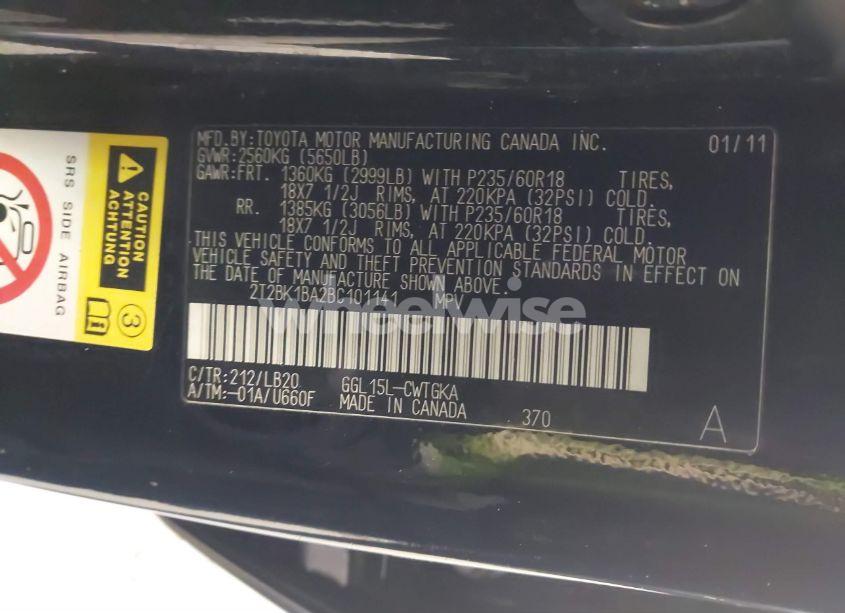 SRS SIDE AIRBAG
CAUTION
ATTENTION
ACHTUNG
3
MFD.BY:TOYOTA MOTOR MANUFACTURING CANADA INC. 01/11
GVWR:2560KG (5650LB)
GAWR:FRT. 1360KG (2999LB) WITH P235/60R18 TIRES,
18X7 1/2J RIMS, AT 220KPA (32PSI) COLD.
RR. 1385KG (3056LB) WITH P235/60R18 TIRES,
18X7 1/2J RIMS, AT 220KPA (32PSI) COLD.
THIS VEHICLE CONFORMS TO ALL APPLICABLE FEDERAL MOTOR
VEHICLE SAFETY AND THEFT PREVENTION STANDARDS IN EFFECT ON
THE DATE OF MANUFACTURE SHOWN ABOVE.
2T2BK1BA2BC101141 MPV
wheelwise
C/TR:212/LB20 GGL15L-CWTGKA
A/TM:-01A/U660F MADE IN CANADA 370 A